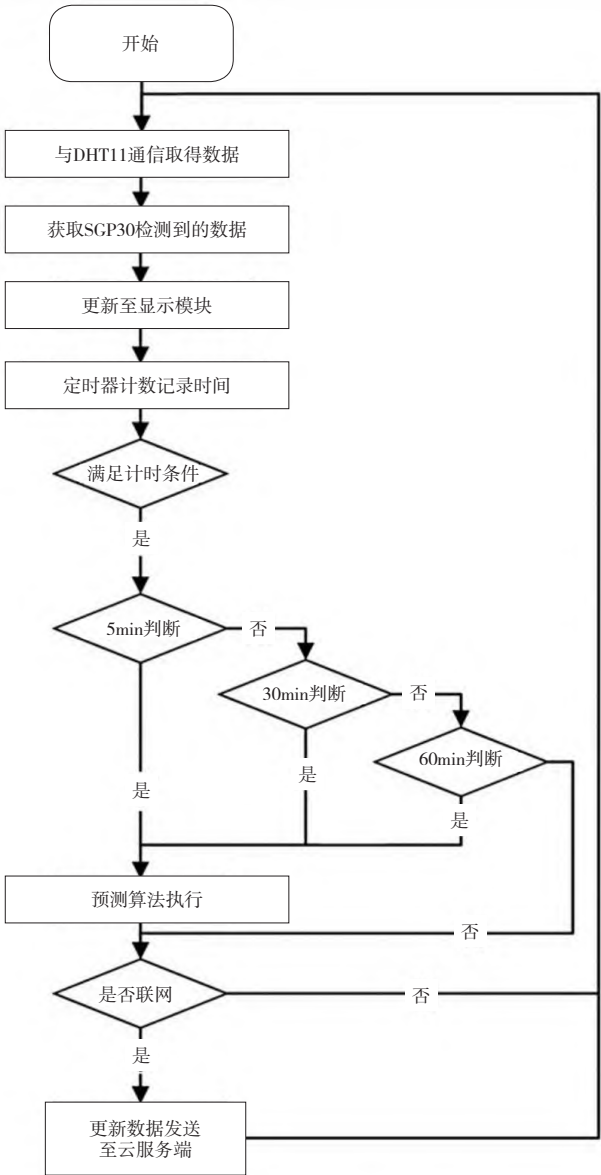 开始
与DHT11通信取得数据
获取SGP30检测到的数据
更新至显示模块
定时器计数记录时间
满足计时条件
是
5min判断
否
30min判断
否
60min判断
是
是
是
预测算法执行
否
是否联网
否
是
更新数据发送
至云服务端